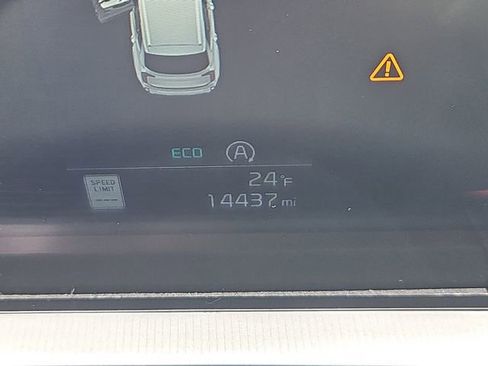 ECO A
SPEED
LIMIT
---
24°F
14437 mi